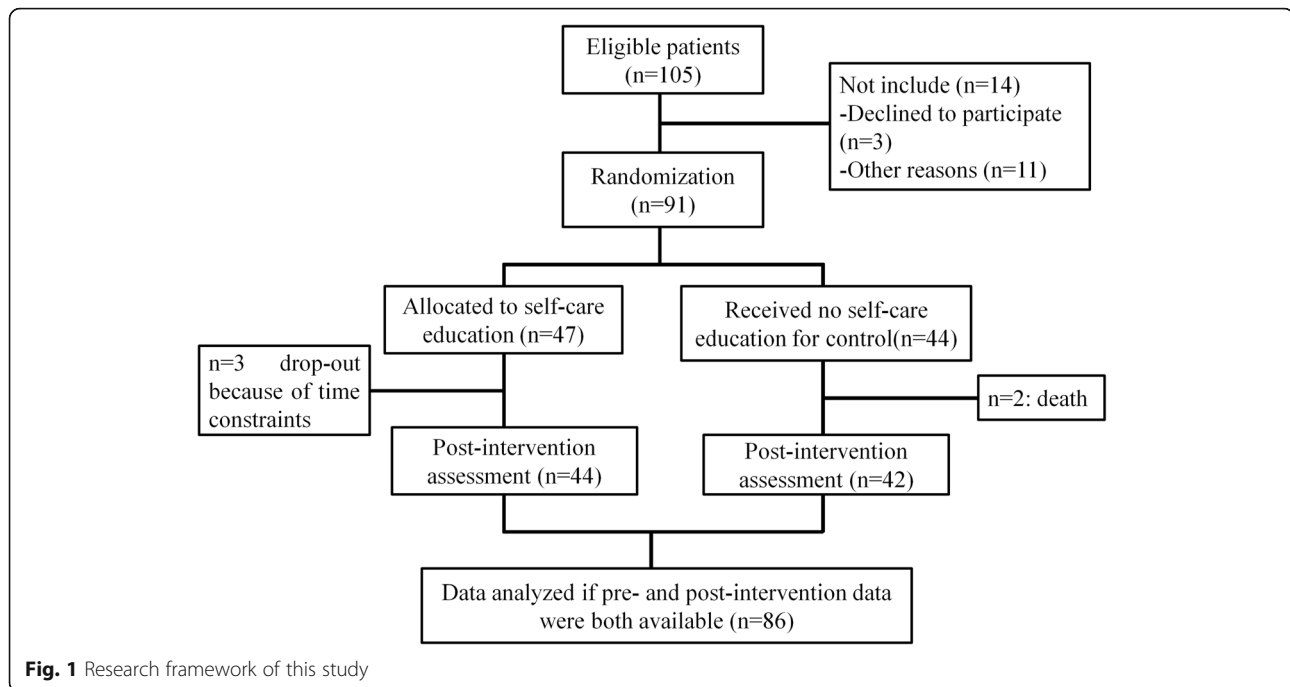 Eligible patients
(n=105)
Not include (n=14)
-Declined to participate
(n=3)
-Other reasons (n=11)
Randomization
(n=91)
Allocated to self-care
education (n=47)
Received no self-care
education for control(n=44)
n=3 drop-out
because of time
constraints
n=2: death
Post-intervention
assessment (n=44)
Post-intervention
assessment (n=42)
Data analyzed if pre- and post-intervention data
were both available (n=86)
Fig. 1 Research framework of this study